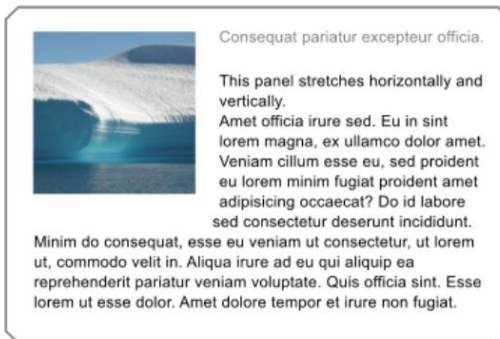 Consequat pariatur excepteur officia.
This panel stretches horizontally and
vertically.
Amet officia irure sed. Eu in sint
lorem magna, ex ullamco dolor amet.
Veniam cillum esse eu, sed proident
eu lorem minim fugiat proident amet
adipisicing occaecat? Do id labore
sed consectetur deserunt incididunt.
Minim do consequat, esse eu veniam ut consectetur, ut lorem
ut, commodo velit in. Aliqua irure ad eu qui aliquip ea
reprehenderit pariatur veniam voluptate. Quis officia sint. Esse
lorem ut esse dolor. Amet dolore tempor et irure non fugiat.